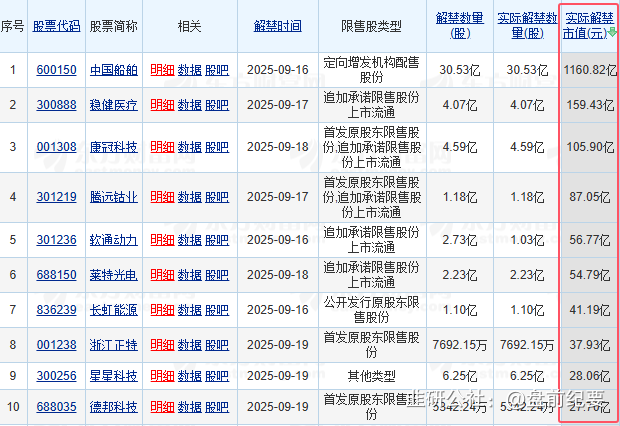 序号 股票代码 股票简称 相关 解禁时间 限售股类型 解禁数量(股) 实际解禁数量(股) 实际解禁市值(元)
1 600150 中国船舶 明细 数据 股吧 2025-09-16 定向增发机构配售股份 30.53亿 30.53亿 1160.82亿
2 300888 稳健医疗 明细 数据 股吧 2025-09-17 追加承诺限售股份上市流通 4.07亿 4.07亿 159.43亿
3 001308 康冠科技 明细 数据 股吧 2025-09-18 首发原股东限售股份,追加承诺限售股份上市流通 4.59亿 4.59亿 105.90亿
4 301219 腾远钴业 明细 数据 股吧 2025-09-17 首发原股东限售股份,追加承诺限售股份上市流通 1.18亿 1.18亿 87.05亿
5 301236 软通动力 明细 数据 股吧 2025-09-16 追加承诺限售股份上市流通 2.73亿 1.03亿 56.77亿
6 688150 莱特光电 明细 数据 股吧 2025-09-18 追加承诺限售股份上市流通 2.23亿 2.23亿 54.79亿
7 836239 长虹能源 明细 数据 股吧 2025-09-16 公开发行原股东限售股份 1.10亿 1.10亿 41.19亿
8 001238 浙江正特 明细 数据 股吧 2025-09-19 首发原股东限售股份 7692.15万 7692.15万 37.93亿
9 300256 星星科技 明细 数据 股吧 2025-09-19 其他类型 6.25亿 6.25亿 28.06亿
10 688035 德邦科技 明细 数据 股吧 2025-09-19 首发原股东限售股份 5342.24万 5342.24万 27.70亿
韭研公社：@盘前纪要